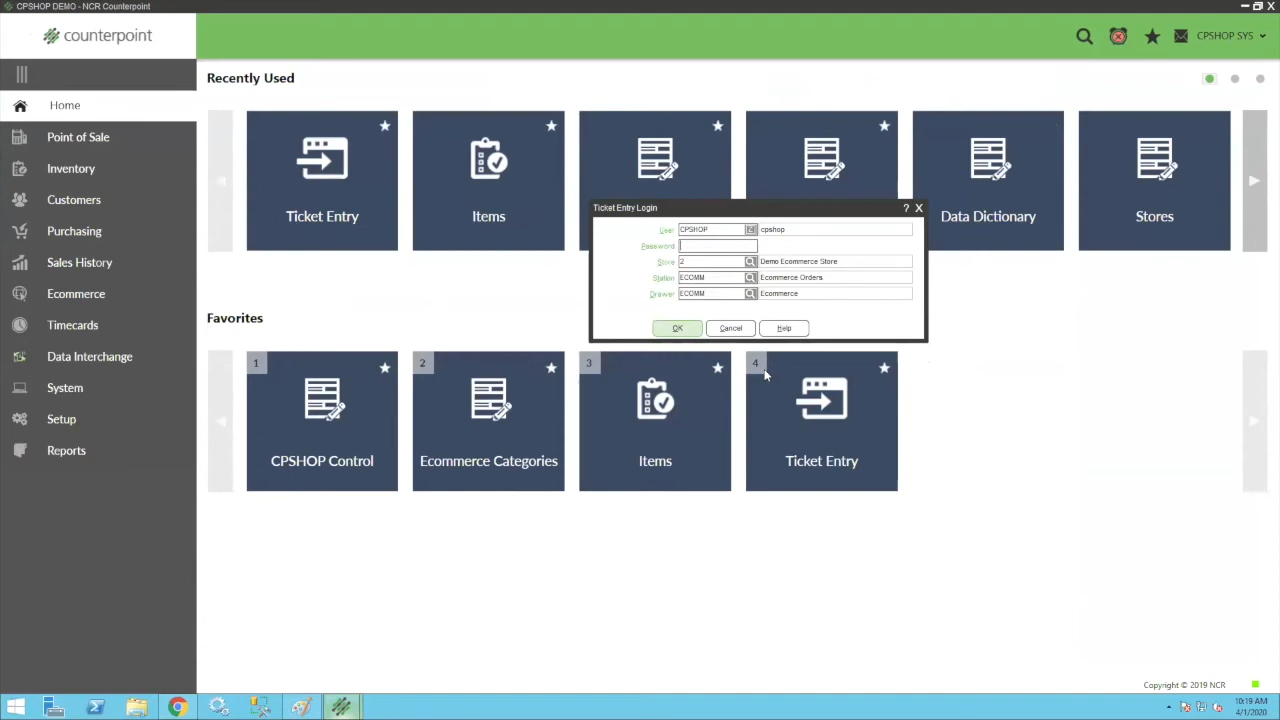 CPSHOP DEMO - NCR Counterpoint
counterpoint
CPSHOP SYS
Home
Point of Sale
Inventory
Customers
Purchasing
Sales History
Ecommerce
Timecards
Data Interchange
System
Setup
Reports
Recently Used
Ticket Entry
Items
Data Dictionary
Stores
Ticket Entry Login
? X
User CPSHOP cpshop
Password
Store 2 Demo Ecommerce Store
Station ECOMM Ecommerce Orders
Drawer ECOMM Ecommerce
OK Cancel Help
Favorites
1
CPSHOP Control
2
Ecommerce Categories
3
Items
4
Ticket Entry
Copyright © 2019 NCR
10:19 AM
4/1/2020